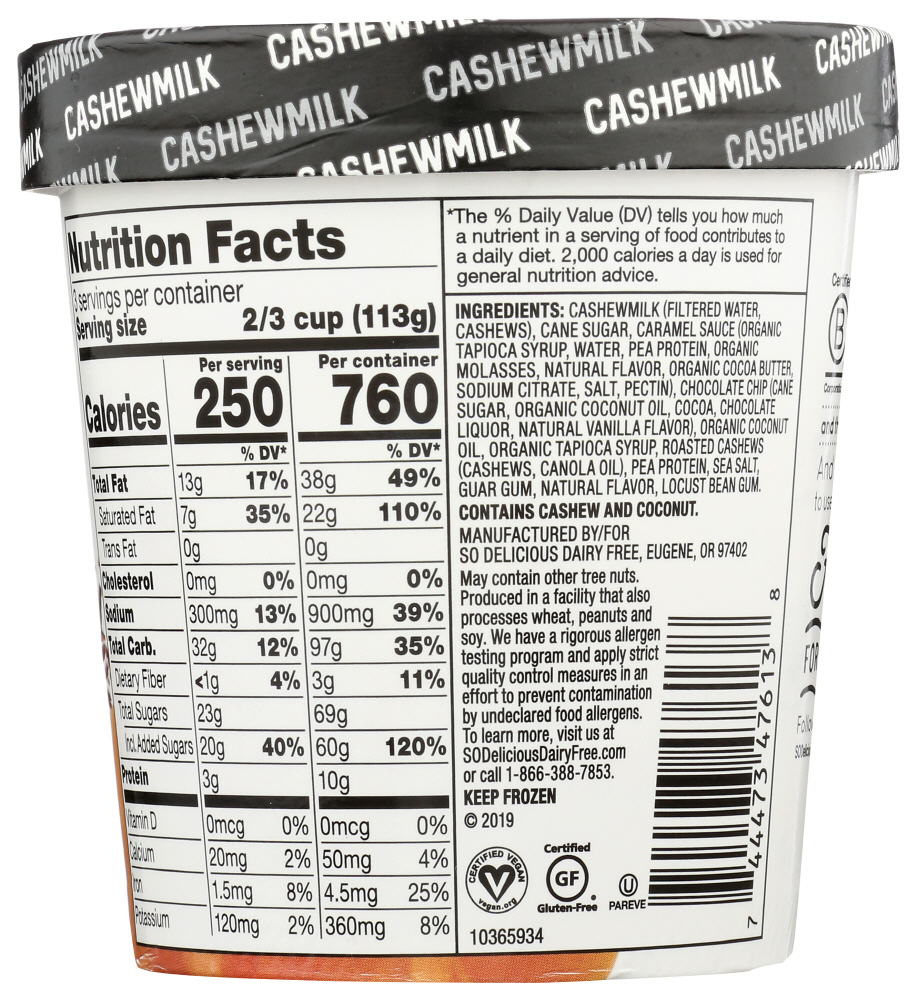 CASHEWMILK CASHEWMILK CASHEWMILK
CASHEWMILK CASHEWMILK CASHEWMILK
CASHEWMILK CASHEWMILK CASHEWMILK
Nutrition Facts
3 servings per container
Serving size 2/3 cup (113g)
Per serving Per container
Calories 250 760
% DV* % DV*
Total Fat 13g 17% 38g 49%
Saturated Fat 7g 35% 22g 110%
Trans Fat 0g 0g
Cholesterol 0mg 0% 0mg 0%
Sodium 300mg 13% 900mg 39%
Total Carb. 32g 12% 97g 35%
Dietary Fiber <1g 4% 3g 11%
Total Sugars 23g 69g
Incl. Added Sugars 20g 40% 60g 120%
Protein 3g 10g
Vitamin D 0mcg 0% 0mcg 0%
Calcium 20mg 2% 50mg 4%
Iron 1.5mg 8% 4.5mg 25%
Potassium 120mg 2% 360mg 8%
*The % Daily Value (DV) tells you how much
a nutrient in a serving of food contributes to
a daily diet. 2,000 calories a day is used for
general nutrition advice.
INGREDIENTS: CASHEWMILK (FILTERED WATER,
CASHEWS), CANE SUGAR, CARAMEL SAUCE (ORGANIC
TAPIOCA SYRUP, WATER, PEA PROTEIN, ORGANIC
MOLASSES, NATURAL FLAVOR, ORGANIC COCOA BUTTER,
SODIUM CITRATE, SALT, PECTIN), CHOCOLATE CHIP (CANE
SUGAR, ORGANIC COCONUT OIL, COCOA, CHOCOLATE
LIQUOR, NATURAL VANILLA FLAVOR), ORGANIC COCONUT
OIL, ORGANIC TAPIOCA SYRUP, ROASTED CASHEWS
(CASHEWS, CANOLA OIL), PEA PROTEIN, SEA SALT,
GUAR GUM, NATURAL FLAVOR, LOCUST BEAN GUM.
CONTAINS CASHEW AND COCONUT.
MANUFACTURED BY/FOR
SO DELICIOUS DAIRY FREE, EUGENE, OR 97402
May contain other tree nuts.
Produced in a facility that also
processes wheat, peanuts and
soy. We have a rigorous allergen
testing program and apply strict
quality control measures in an
effort to prevent contamination
by undeclared food allergens.
To learn more, visit us at
SODeliciousDairyFree.com
or call 1-866-388-7853.
KEEP FROZEN
© 2019
CERTIFIED VEGAN
vegan.org
Certified
GF
Gluten-Free
U
PAREVE
10365934
7 44473 47613 8
Certifie
B
Corporati
to use
FOR